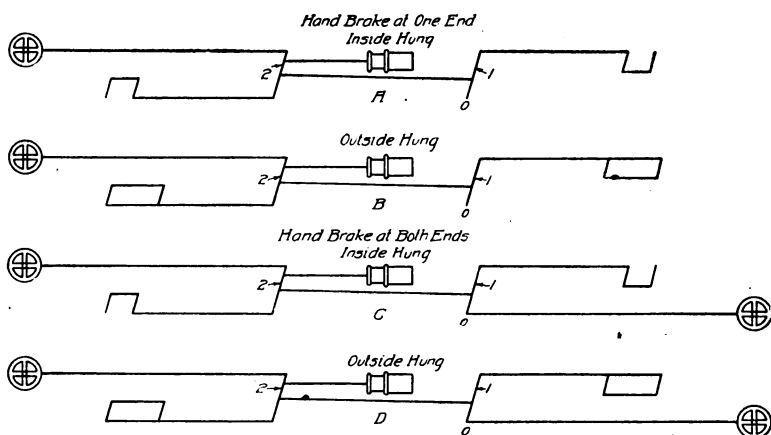 Hand Brake at One End
Inside Hung
2
1
A
0
Outside Hung
2
1
B
0
Hand Brake at Both Ends
Inside Hung
2
1
C
0
Outside Hung
2
1
D
0